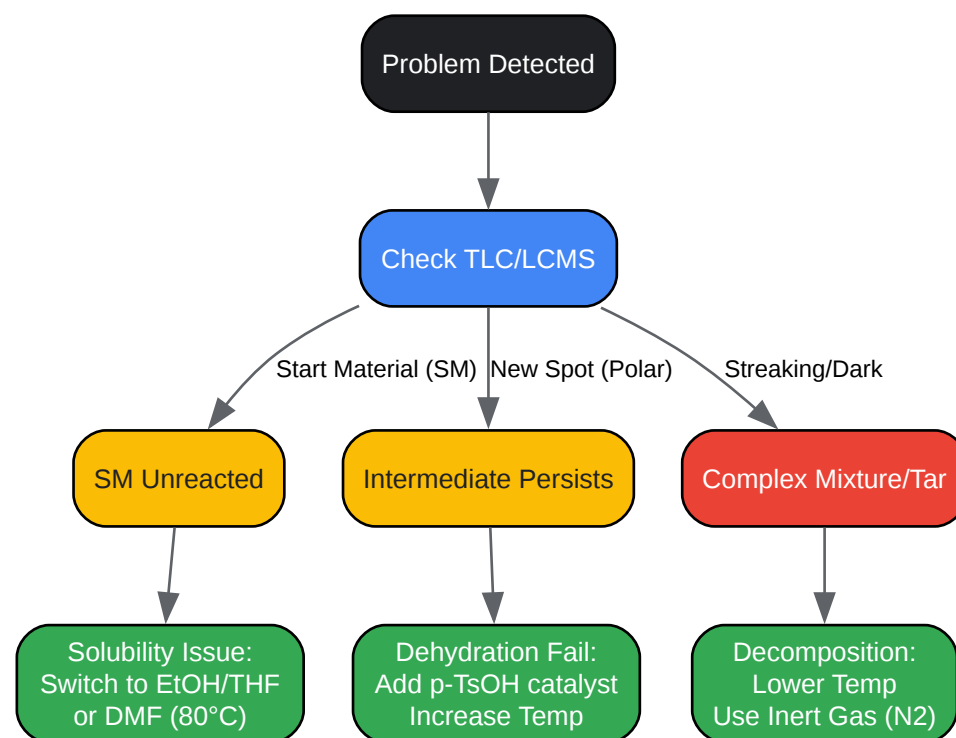 Problem Detected
Check TLC/LCMS
Start Material (SM)
New Spot (Polar)
Streaking/Dark
SM Unreacted
Intermediate Persists
Complex Mixture/Tar
Solubility Issue:
Switch to EtOH/THF
or DMF (80°C)
Dehydration Fail:
Add p-TsOH catalyst
Increase Temp
Decomposition:
Lower Temp
Use Inert Gas (N2)